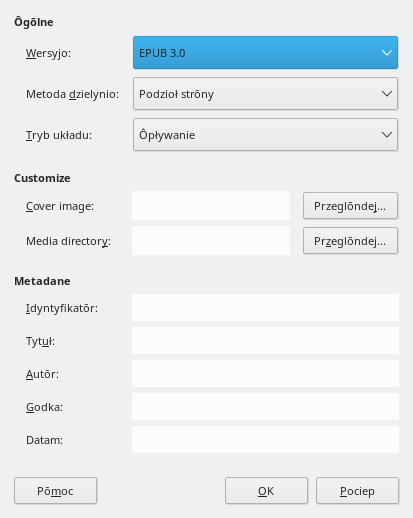 Ôgōlne
Wersyjo: EPUB 3.0
Metoda dzielynio: Podzioł strōny
Tryb układu: Ôpływanie
Customize
Cover image: Przeglōndej...
Media directory: Przeglōndej...
Metadane
Idyntyfikatōr:
Tytuł:
Autōr:
Godka:
Datam:
Pōmoc OK Pociep